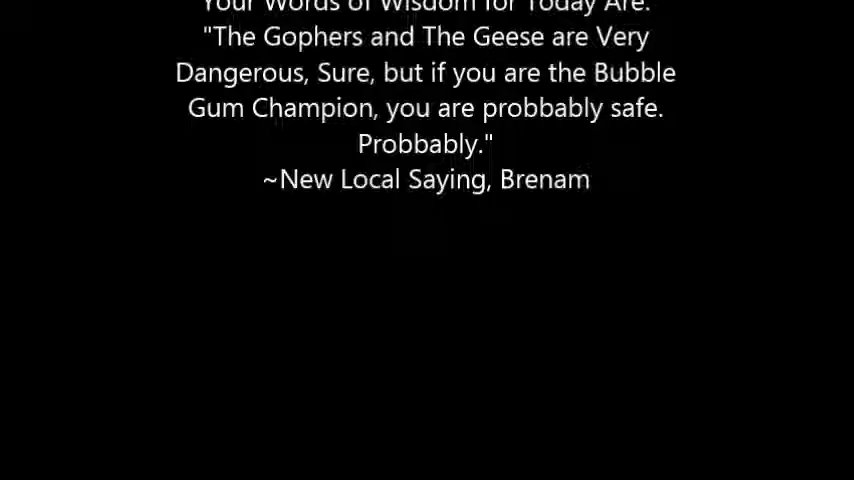 Your Words of Wisdom for Today Are:
"The Gophers and The Geese are Very
Dangerous, Sure, but if you are the Bubble
Gum Champion, you are probbably safe.
Probbably."
~New Local Saying, Brenam